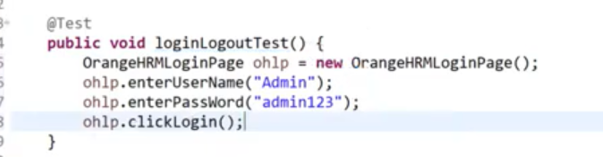 @Test
public void loginLogoutTest() {
OrangeHRMLoginPage ohlp = new OrangeHRMLoginPage();
ohlp.enterUserName("Admin");
ohlp.enterPassWord("admin123");
ohlp.clickLogin();
}